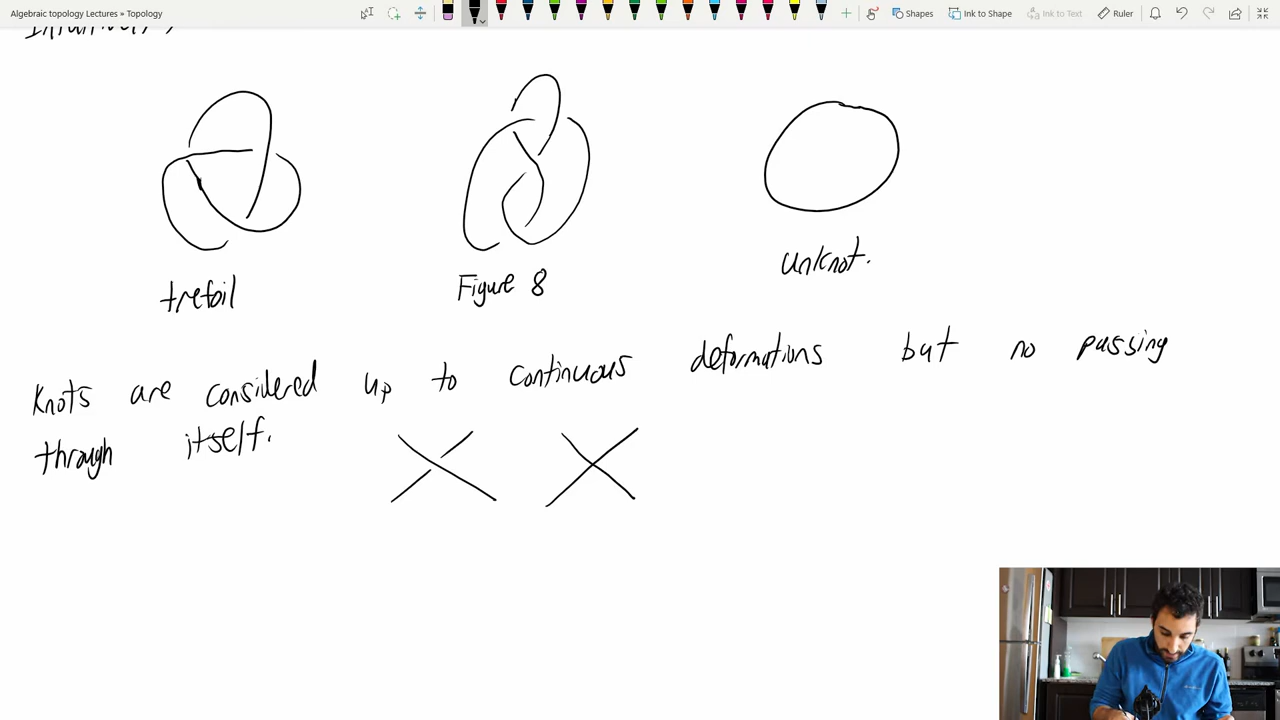 Algebraic topology Lectures » Topology
Shapes
Ink to Shape
Ink to Text
Ruler
trefoil
Figure 8
unknot.
Knots are considered up to continuous deformations but no passing
through itself.